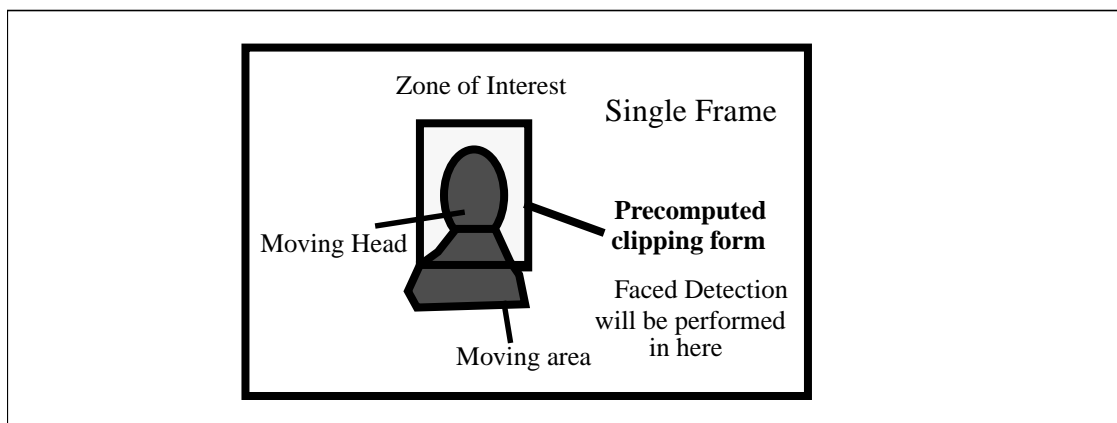 Zone of Interest
Single Frame
Precomputed
clipping form
Moving Head
Faced Detection
will be performed
in here
Moving area